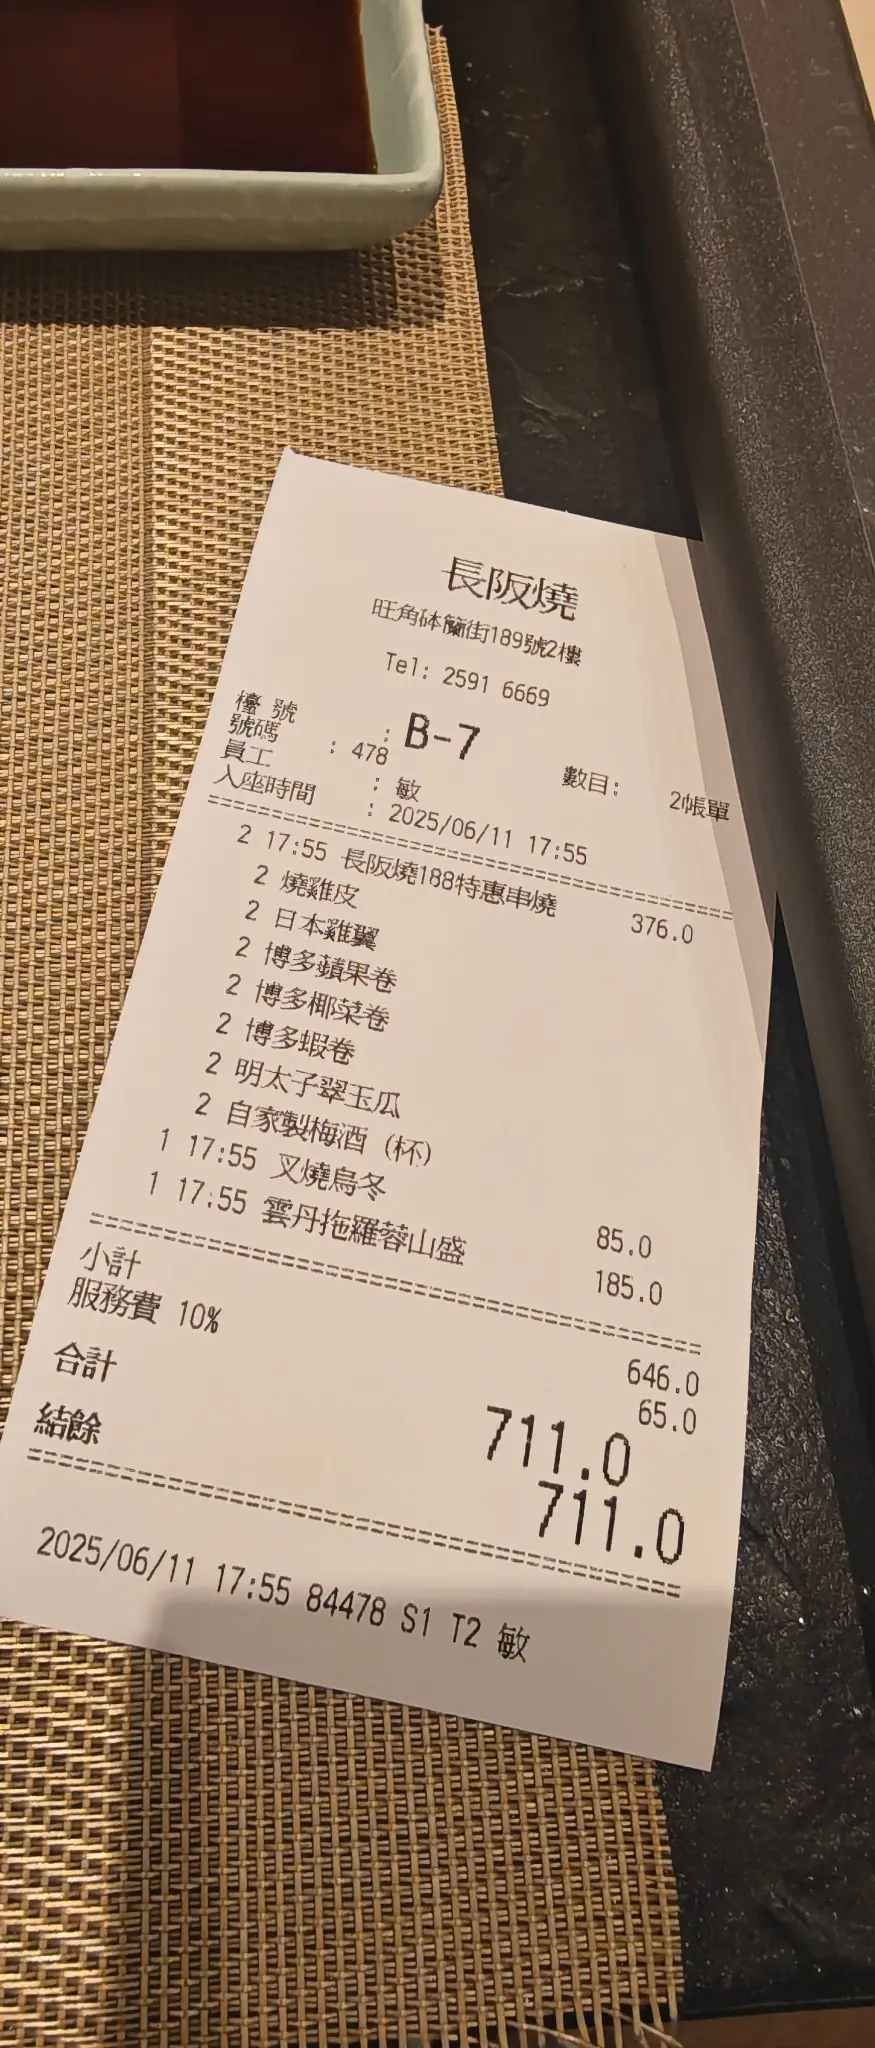 長阪燒
旺角砵蘭街189號2樓
Tel: 2591 6669
檯 號 : B-7
號碼 : 478 數目: 2帳單
員工 : 敏
入座時間 : 2025/06/11 17:55
2 17:55 長阪燒188特惠串燒 376.0
2 燒雞皮
2 日本雞翼
2 博多蘋果卷
2 博多椰菜卷
2 博多蝦卷
2 明太子翠玉瓜
2 自家製梅酒 (杯)
1 17:55 叉燒烏冬 85.0
1 17:55 雲丹拖羅蓉山盛 185.0
小計 646.0
服務費 10% 65.0
合計 711.0
結餘 711.0
2025/06/11 17:55 84478 S1 T2 敏